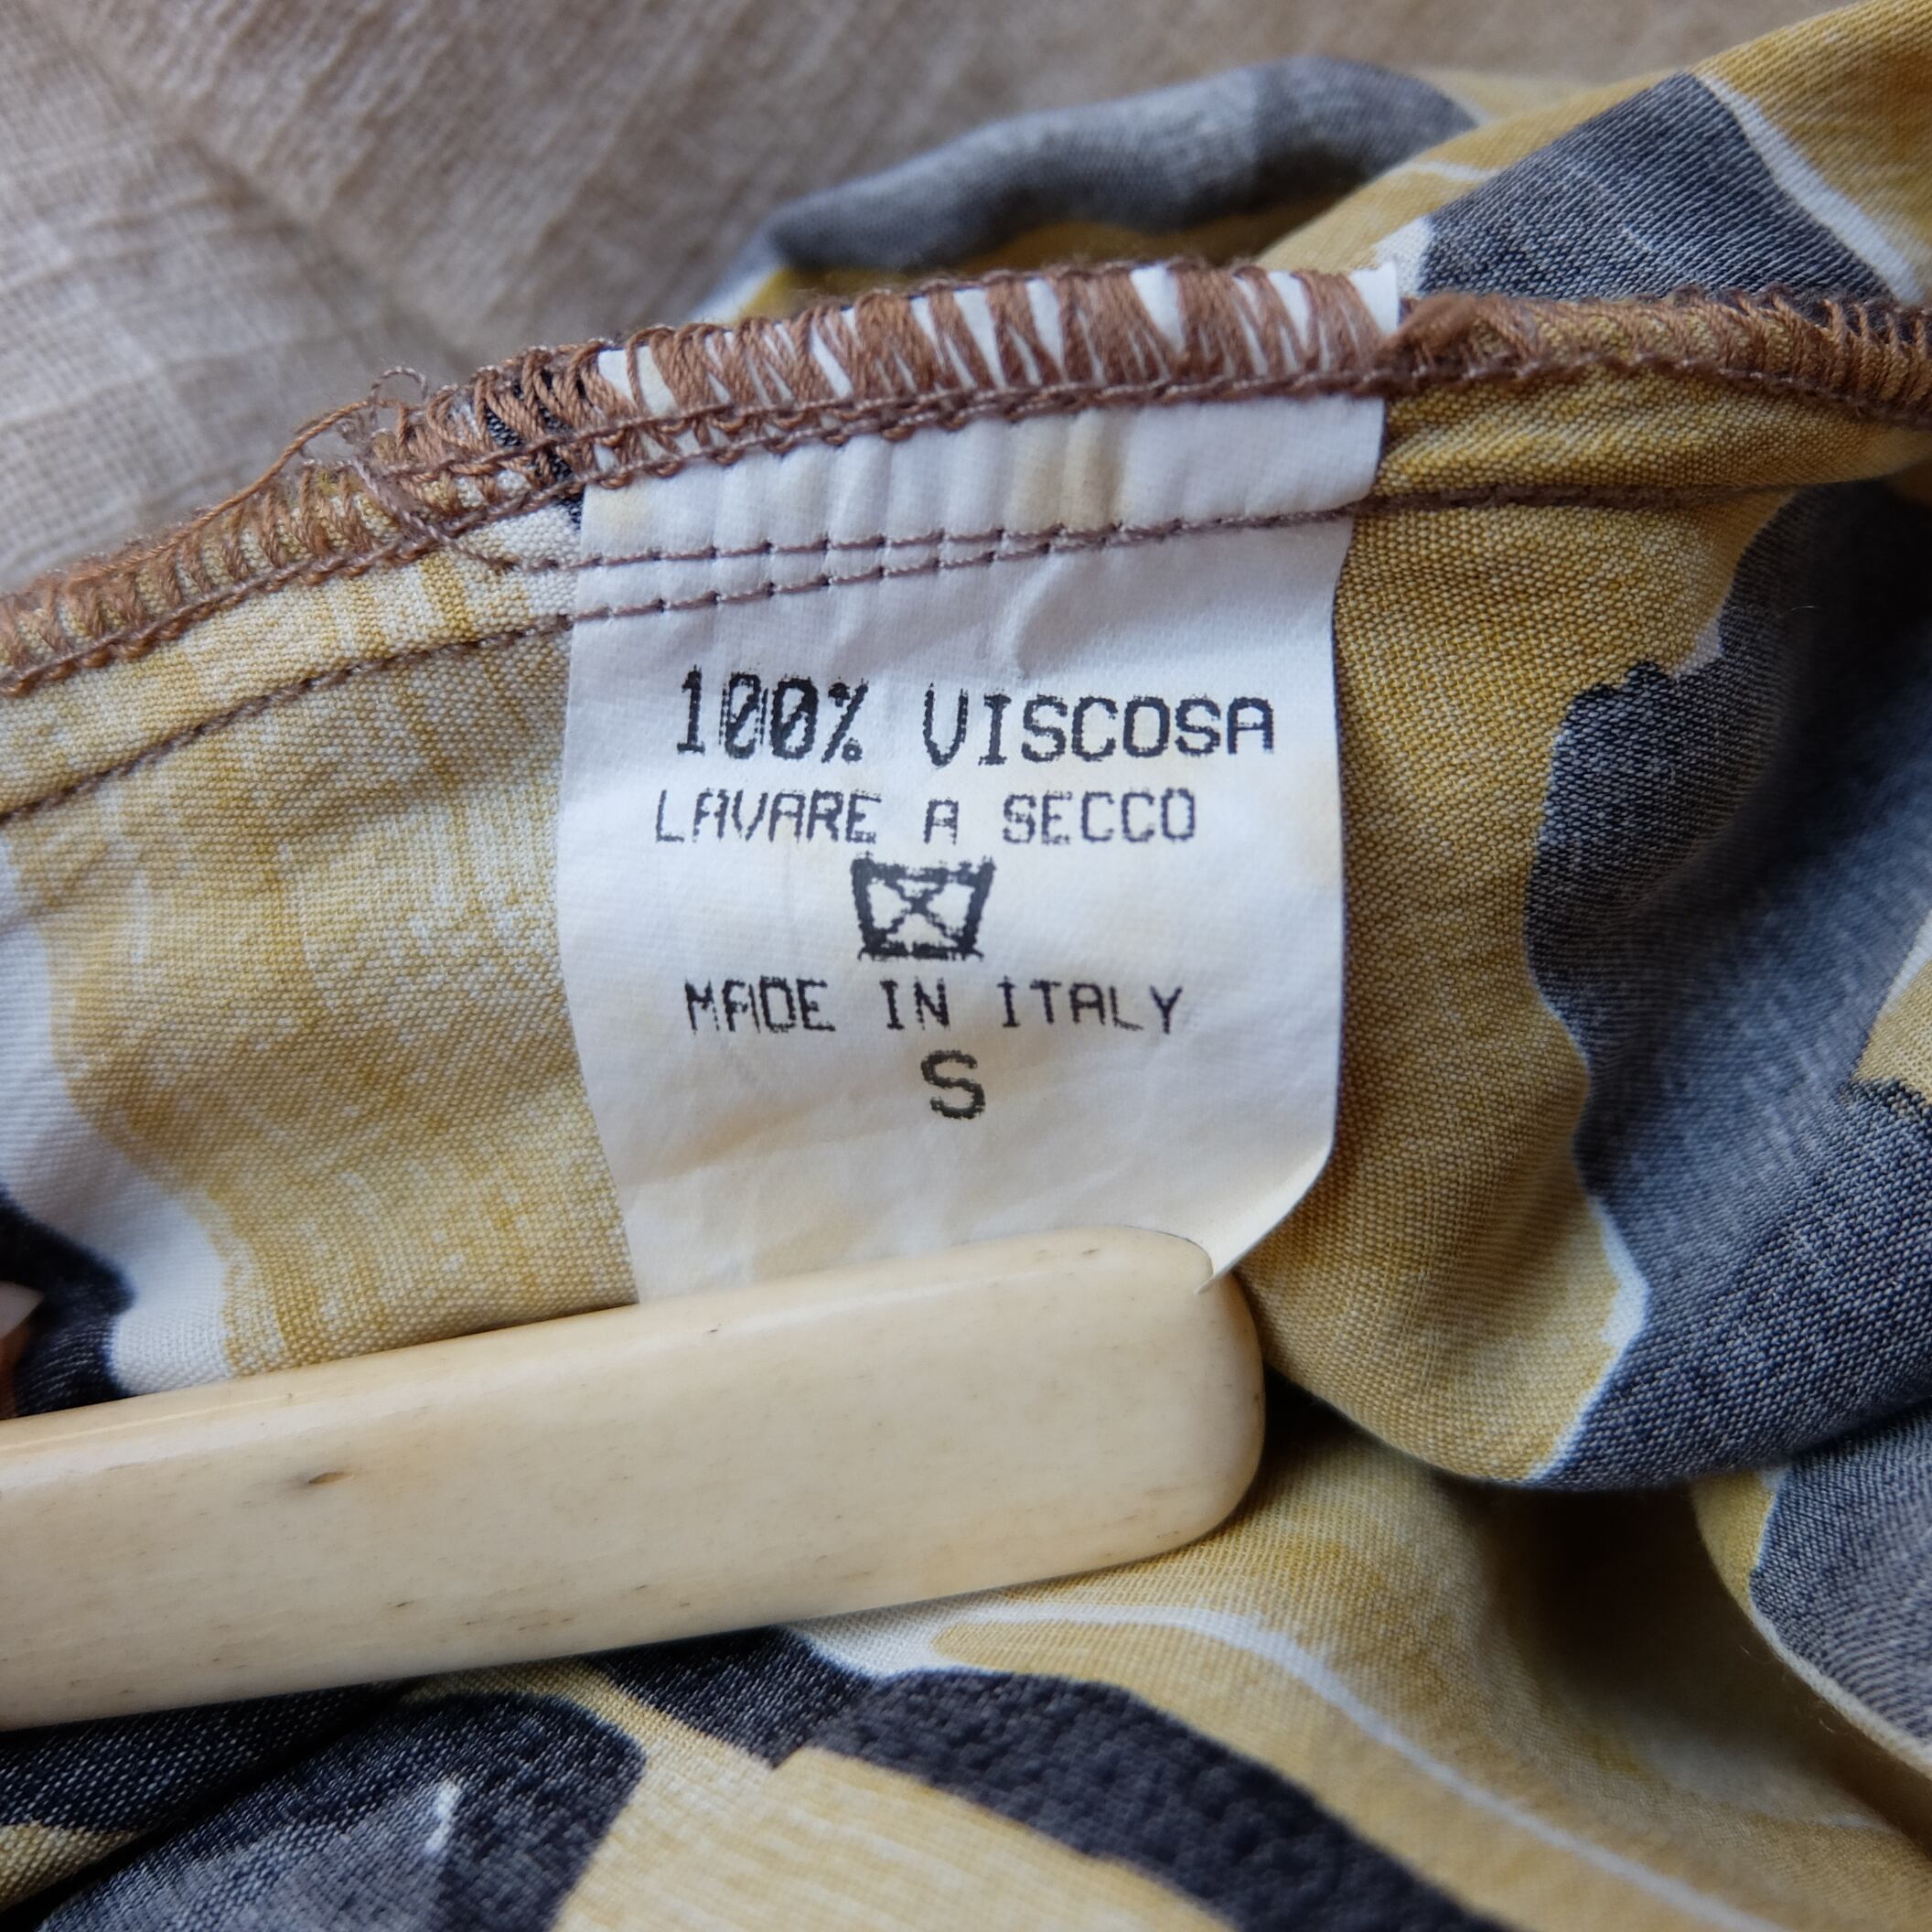 100% VISCOSA
LAVARE A SECCO
MADE IN ITALY
S